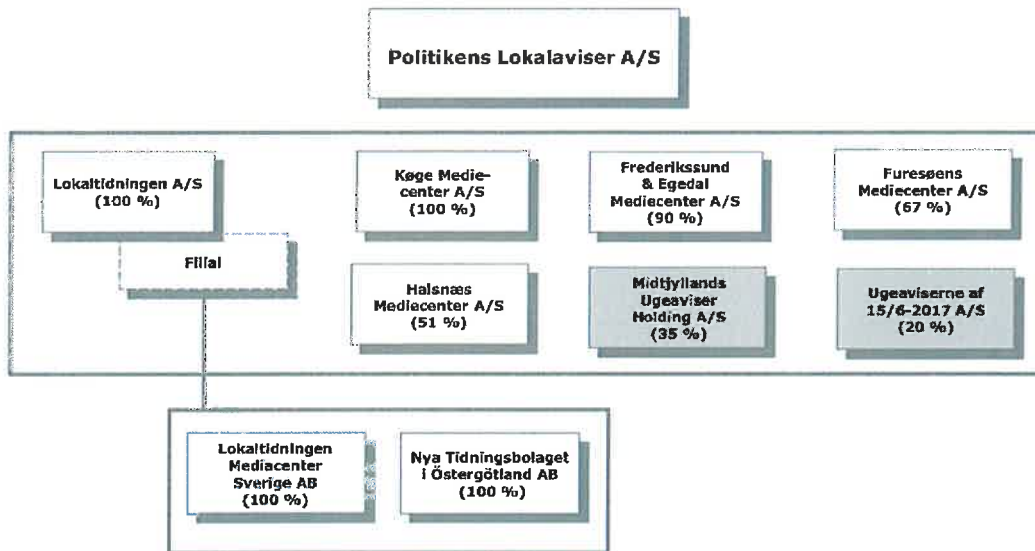 Politikens Lokalaviser A/S
Lokaltidningen A/S
(100 %)
Filial
Køge Medie-
center A/S
(100 %)
Frederikssund
& Egedal
Mediecenter A/S
(90 %)
Furesøens
Mediecenter A/S
(67 %)
Halsnæs
Mediecenter A/S
(51 %)
Midtjyllands
Ugeaviser
Holding A/S
(35 %)
Ugeaviserne af
15/6-2017 A/S
(20 %)
Lokaltidningen
Mediacenter
Sverige AB
(100 %)
Nya Tidningsbolaget
i Östergötland AB
(100 %)